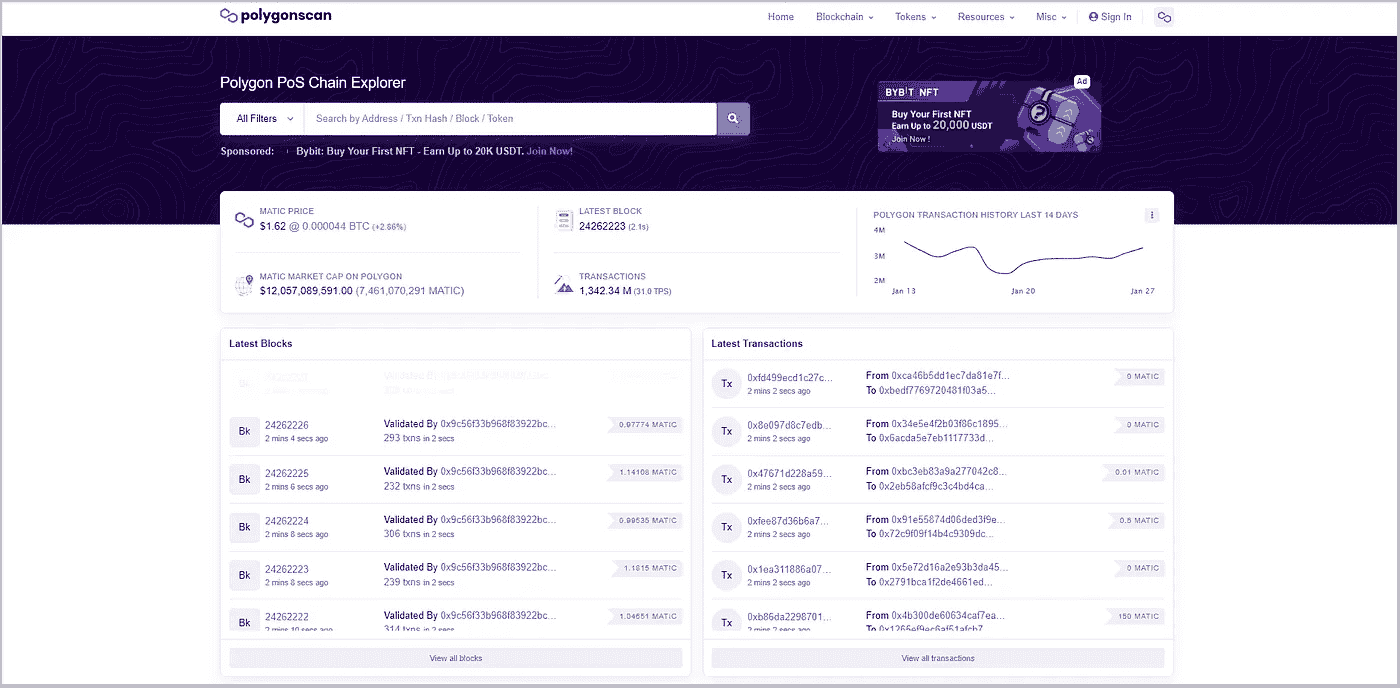 polygonscan
Home Blockchain Tokens Resources Misc Sign In
Polygon PoS Chain Explorer
All Filters Search by Address / Txn Hash / Block / Token
Sponsored: Bybit: Buy Your First NFT - Earn Up to 20K USDT. Join Now!
Ad
BYBIT NFT
Buy Your First NFT
Earn Up to 20,000 USDT
Join Now !
MATIC PRICE
$1.62 @ 0.000044 BTC (+2.86%)
MATIC MARKET CAP ON POLYGON
$12,057,089,591.00 (7,461,070,291 MATIC)
LATEST BLOCK
24262223 (2.1s)
TRANSACTIONS
1,342.34 M (31.0 TPS)
POLYGON TRANSACTION HISTORY LAST 14 DAYS
4M
3M
2M
Jan 13 Jan 20 Jan 27
Latest Blocks
Bk 24262226 Validated By 0x9c56f33b968f83922bc... 0.97774 MATIC
2 mins 4 secs ago 293 txns in 2 secs
Bk 24262225 Validated By 0x9c56f33b968f83922bc... 1.14108 MATIC
2 mins 6 secs ago 232 txns in 2 secs
Bk 24262224 Validated By 0x9c56f33b968f83922bc... 0.99535 MATIC
2 mins 8 secs ago 306 txns in 2 secs
Bk 24262223 Validated By 0x9c56f33b968f83922bc... 1.1815 MATIC
2 mins 8 secs ago 239 txns in 2 secs
Bk 24262222 Validated By 0x9c56f33b968f83922bc... 1.04551 MATIC
2 mins 10 secs ago 314 txns in 2 secs
View all blocks
Latest Transactions
Tx 0xfd499ecd1c27c... From 0xca46b5dd1ec7da81e7f... 0 MATIC
2 mins 2 secs ago To 0xbedf7769720481f03a5...
Tx 0x8e097d8c7edb... From 0x34e5e4f2b03f86c1895... 0 MATIC
2 mins 2 secs ago To 0x6acda5e7eb1117733d...
Tx 0x47671d228a59... From 0xbc3eb83a9a277042c8... 0.01 MATIC
2 mins 2 secs ago To 0x2eb58afcf9c3c4bd4ca...
Tx 0xfee87d36b6a7... From 0x91e55874d06ded3f9e... 0.5 MATIC
2 mins 2 secs ago To 0x72c9f09f14b4c9309dc...
Tx 0x1ea311886a07... From 0x5e72d16a2e93b3da45... 0 MATIC
2 mins 2 secs ago To 0x2791bca1f2de4661ed...
Tx 0xb86da2298701... From 0x4b300de60634caf7ea... 150 MATIC
2 mins 2 secs ago To 0x1265ef9ec6af51afcb7...
View all transactions